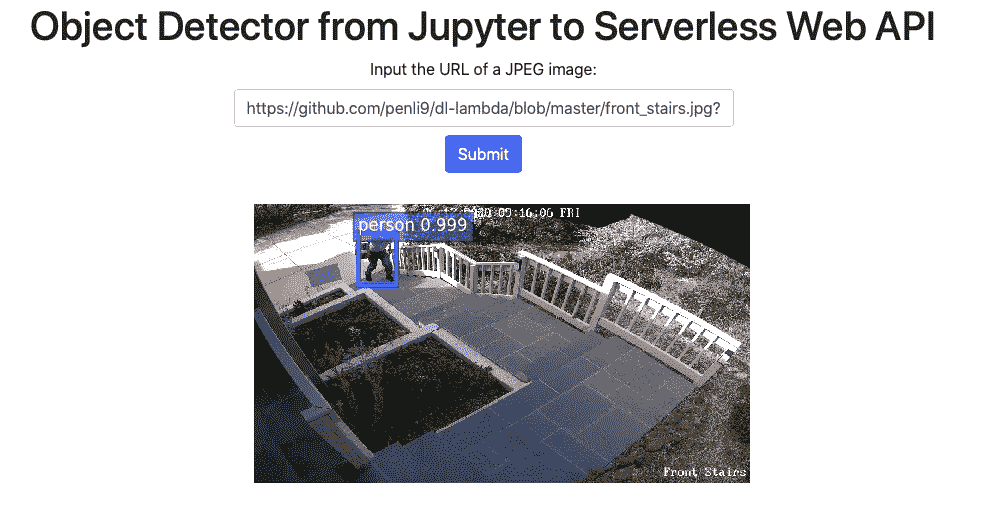 Object Detector from Jupyter to Serverless Web API
Input the URL of a JPEG image:
https://github.com/penli9/dl-lambda/blob/master/front_stairs.jpg?
Submit
09:16:06 FRI
person 0.999
Front Stairs